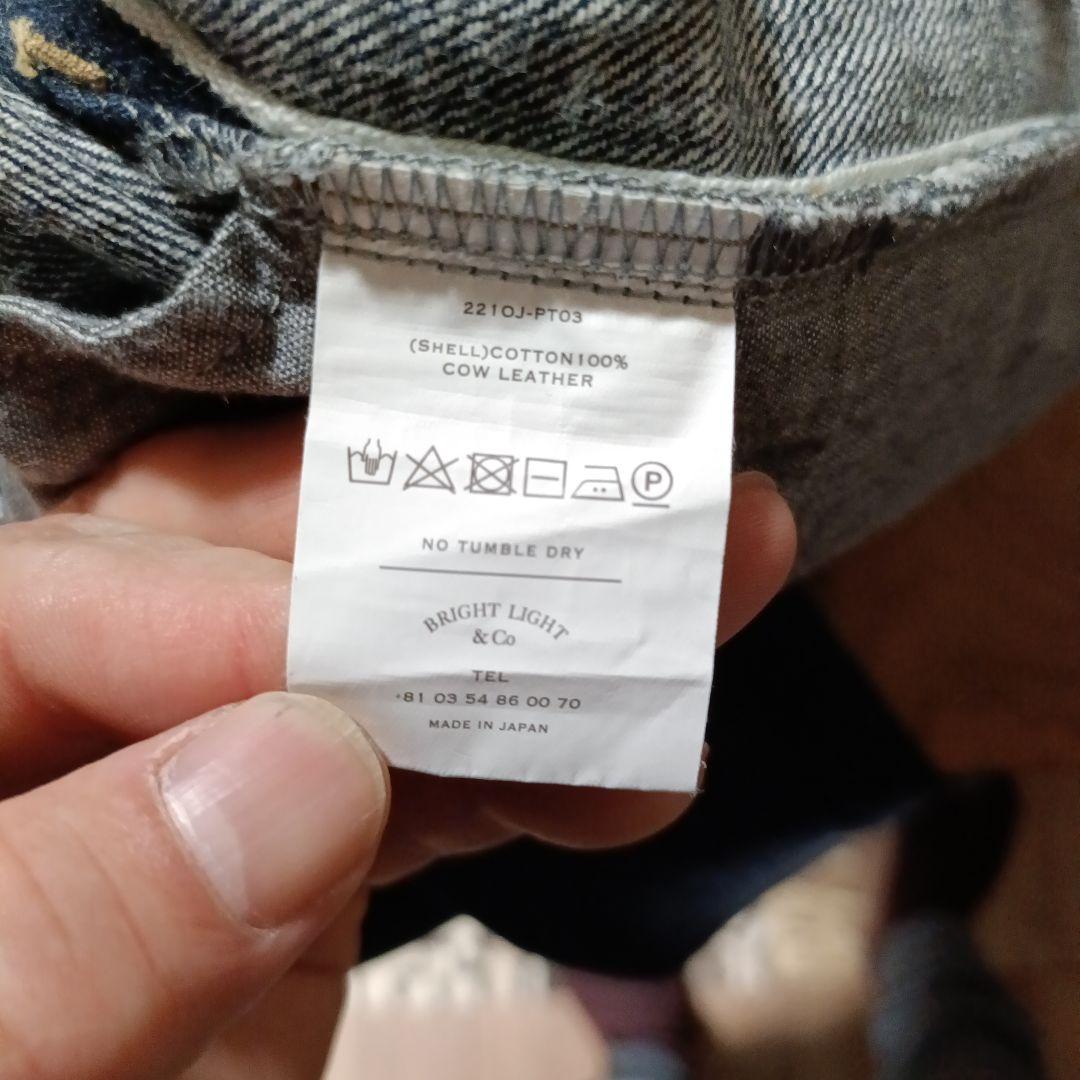 221OJ-PT03
(SHELL)COTTON100%
COW LEATHER
P
NO TUMBLE DRY
BRIGHT LIGHT
& Co
TEL
+81 03 54 86 00 70
MADE IN JAPAN